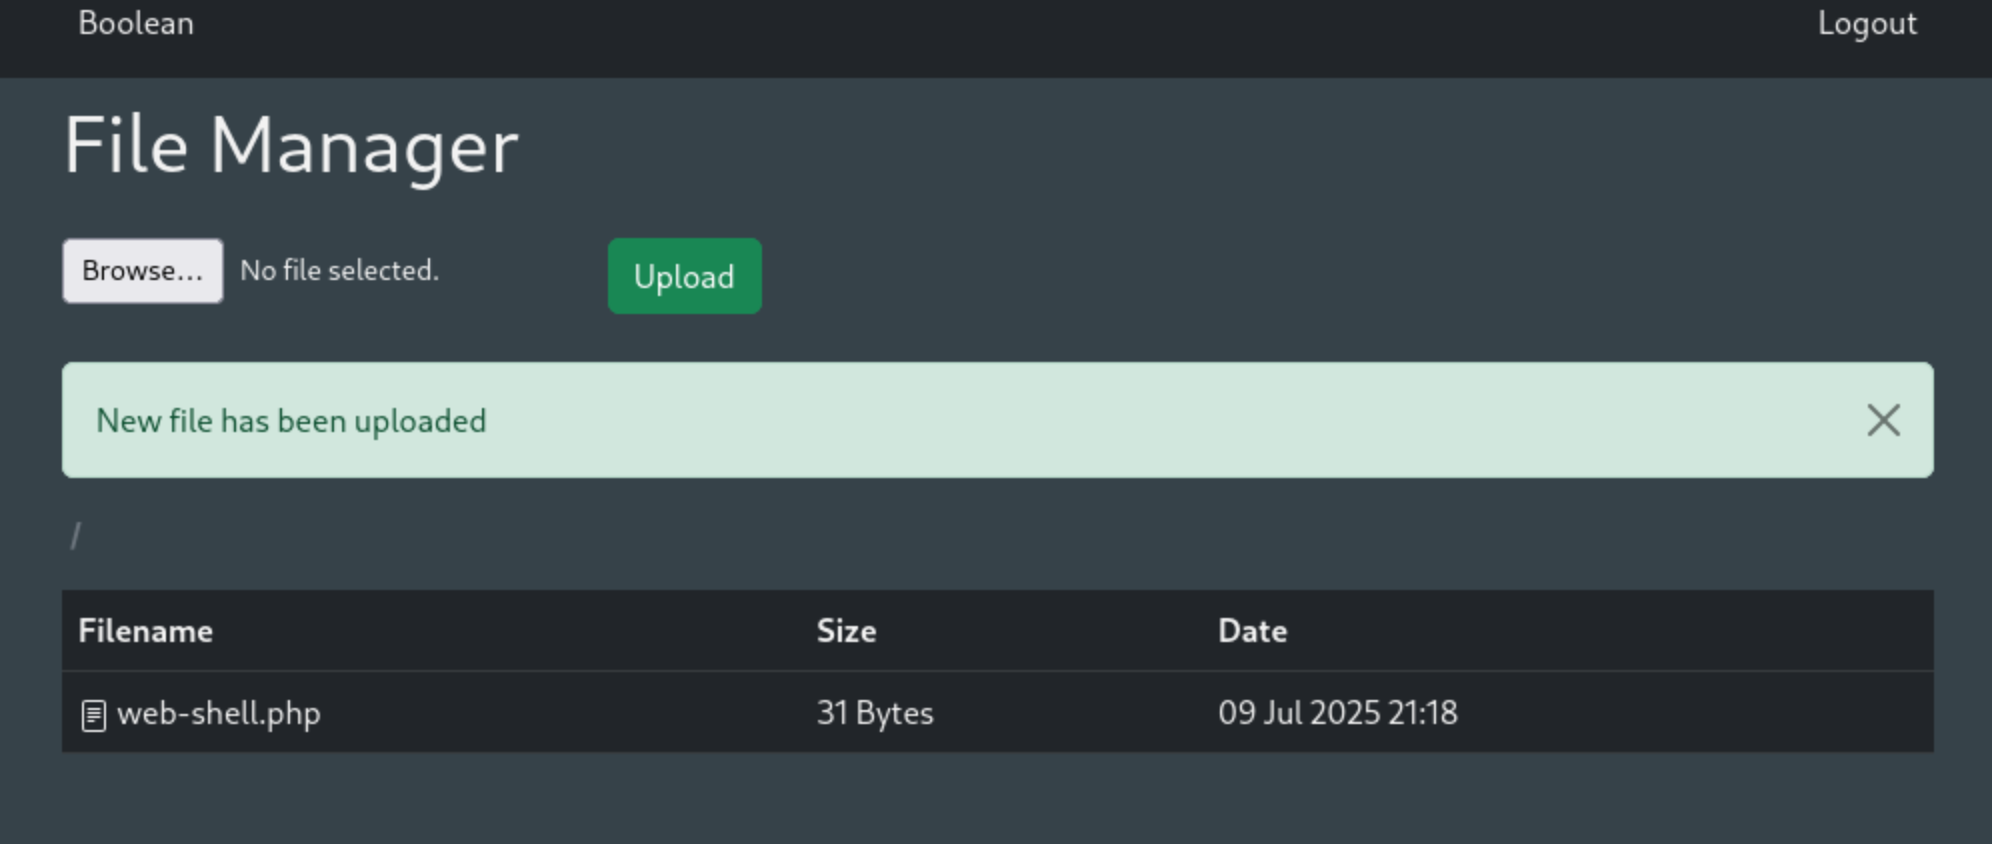 Boolean Logout
File Manager
Browse... No file selected. Upload
New file has been uploaded
/
Filename Size Date
web-shell.php 31 Bytes 09 Jul 2025 21:18